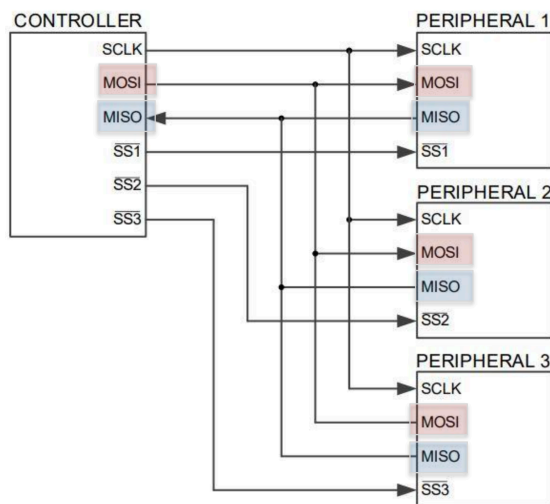 CONTROLLER
SCLK
MOSI
MISO
SS1
SS2
SS3
PERIPHERAL 1
SCLK
MOSI
MISO
SS1
PERIPHERAL 2
SCLK
MOSI
MISO
SS2
PERIPHERAL 3
SCLK
MOSI
MISO
SS3